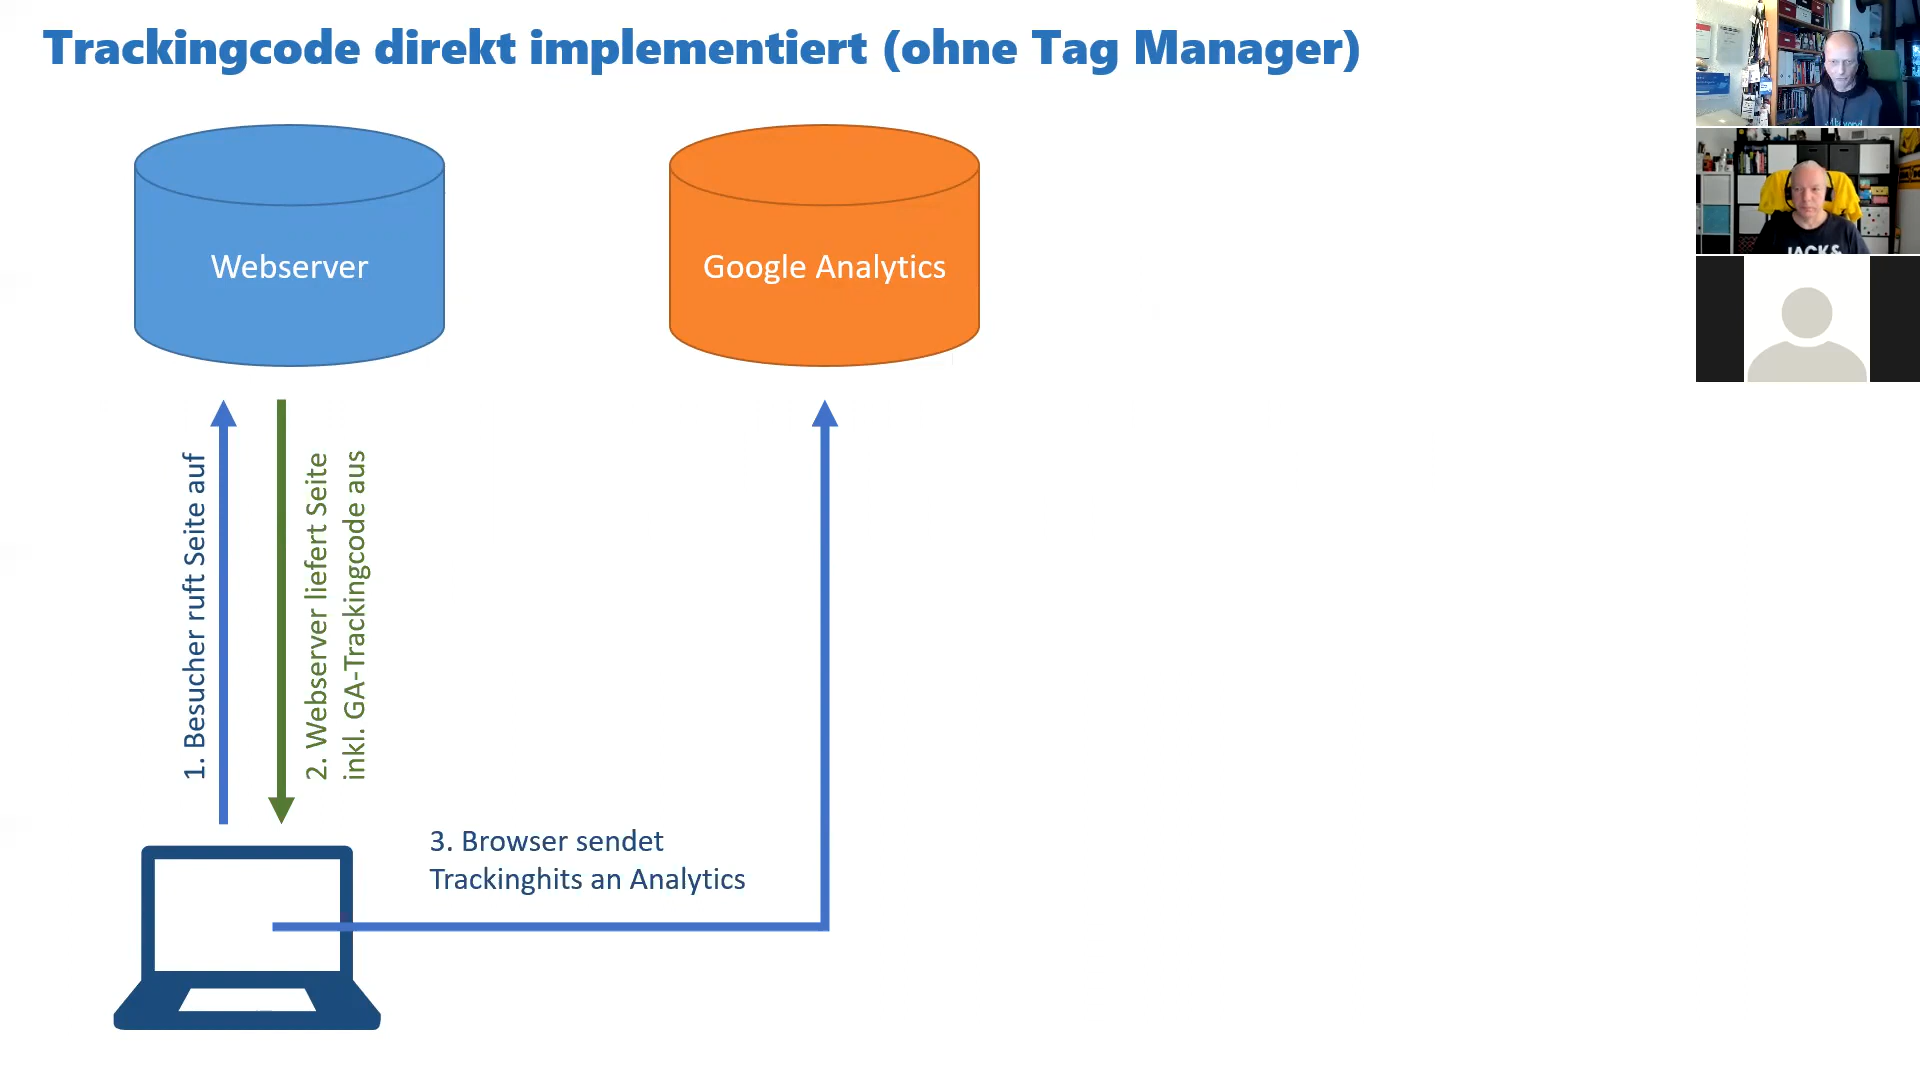 Trackingcode direkt implementiert (ohne Tag Manager)
Webserver
Google Analytics
1. Besucher ruft Seite auf
2. Webserver liefert Seite
inkl. GA-Trackingcode aus
3. Browser sendet
Trackinghits an Analytics
JACK&